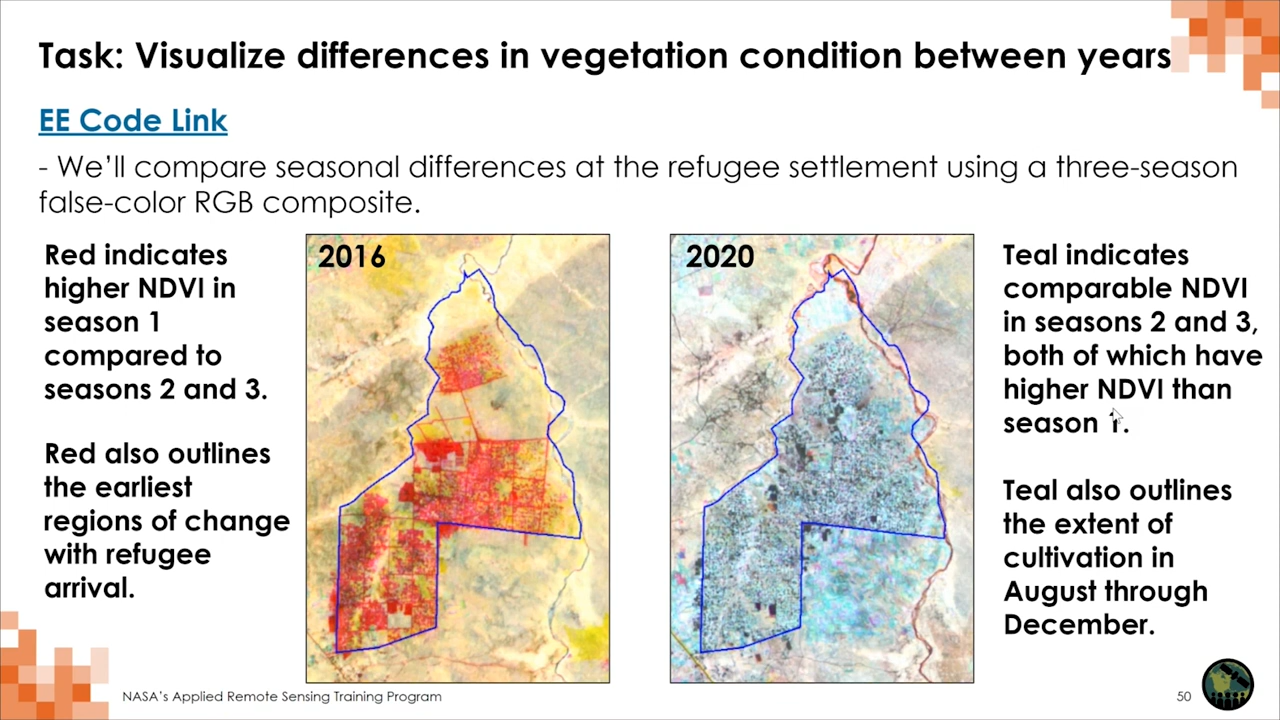 Task: Visualize differences in vegetation condition between years
EE Code Link
- We’ll compare seasonal differences at the refugee settlement using a three-season
false-color RGB composite.
Red indicates
higher NDVI in
season 1
compared to
seasons 2 and 3.
Red also outlines
the earliest
regions of change
with refugee
arrival.
2016
2020
Teal indicates
comparable NDVI
in seasons 2 and 3,
both of which have
higher NDVI than
season 1.
Teal also outlines
the extent of
cultivation in
August through
December.
NASA’s Applied Remote Sensing Training Program
50